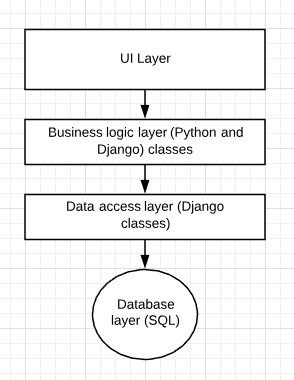 UI Layer
Business logic layer (Python and
Django) classes
Data access layer (Django
classes)
Database
layer (SQL)